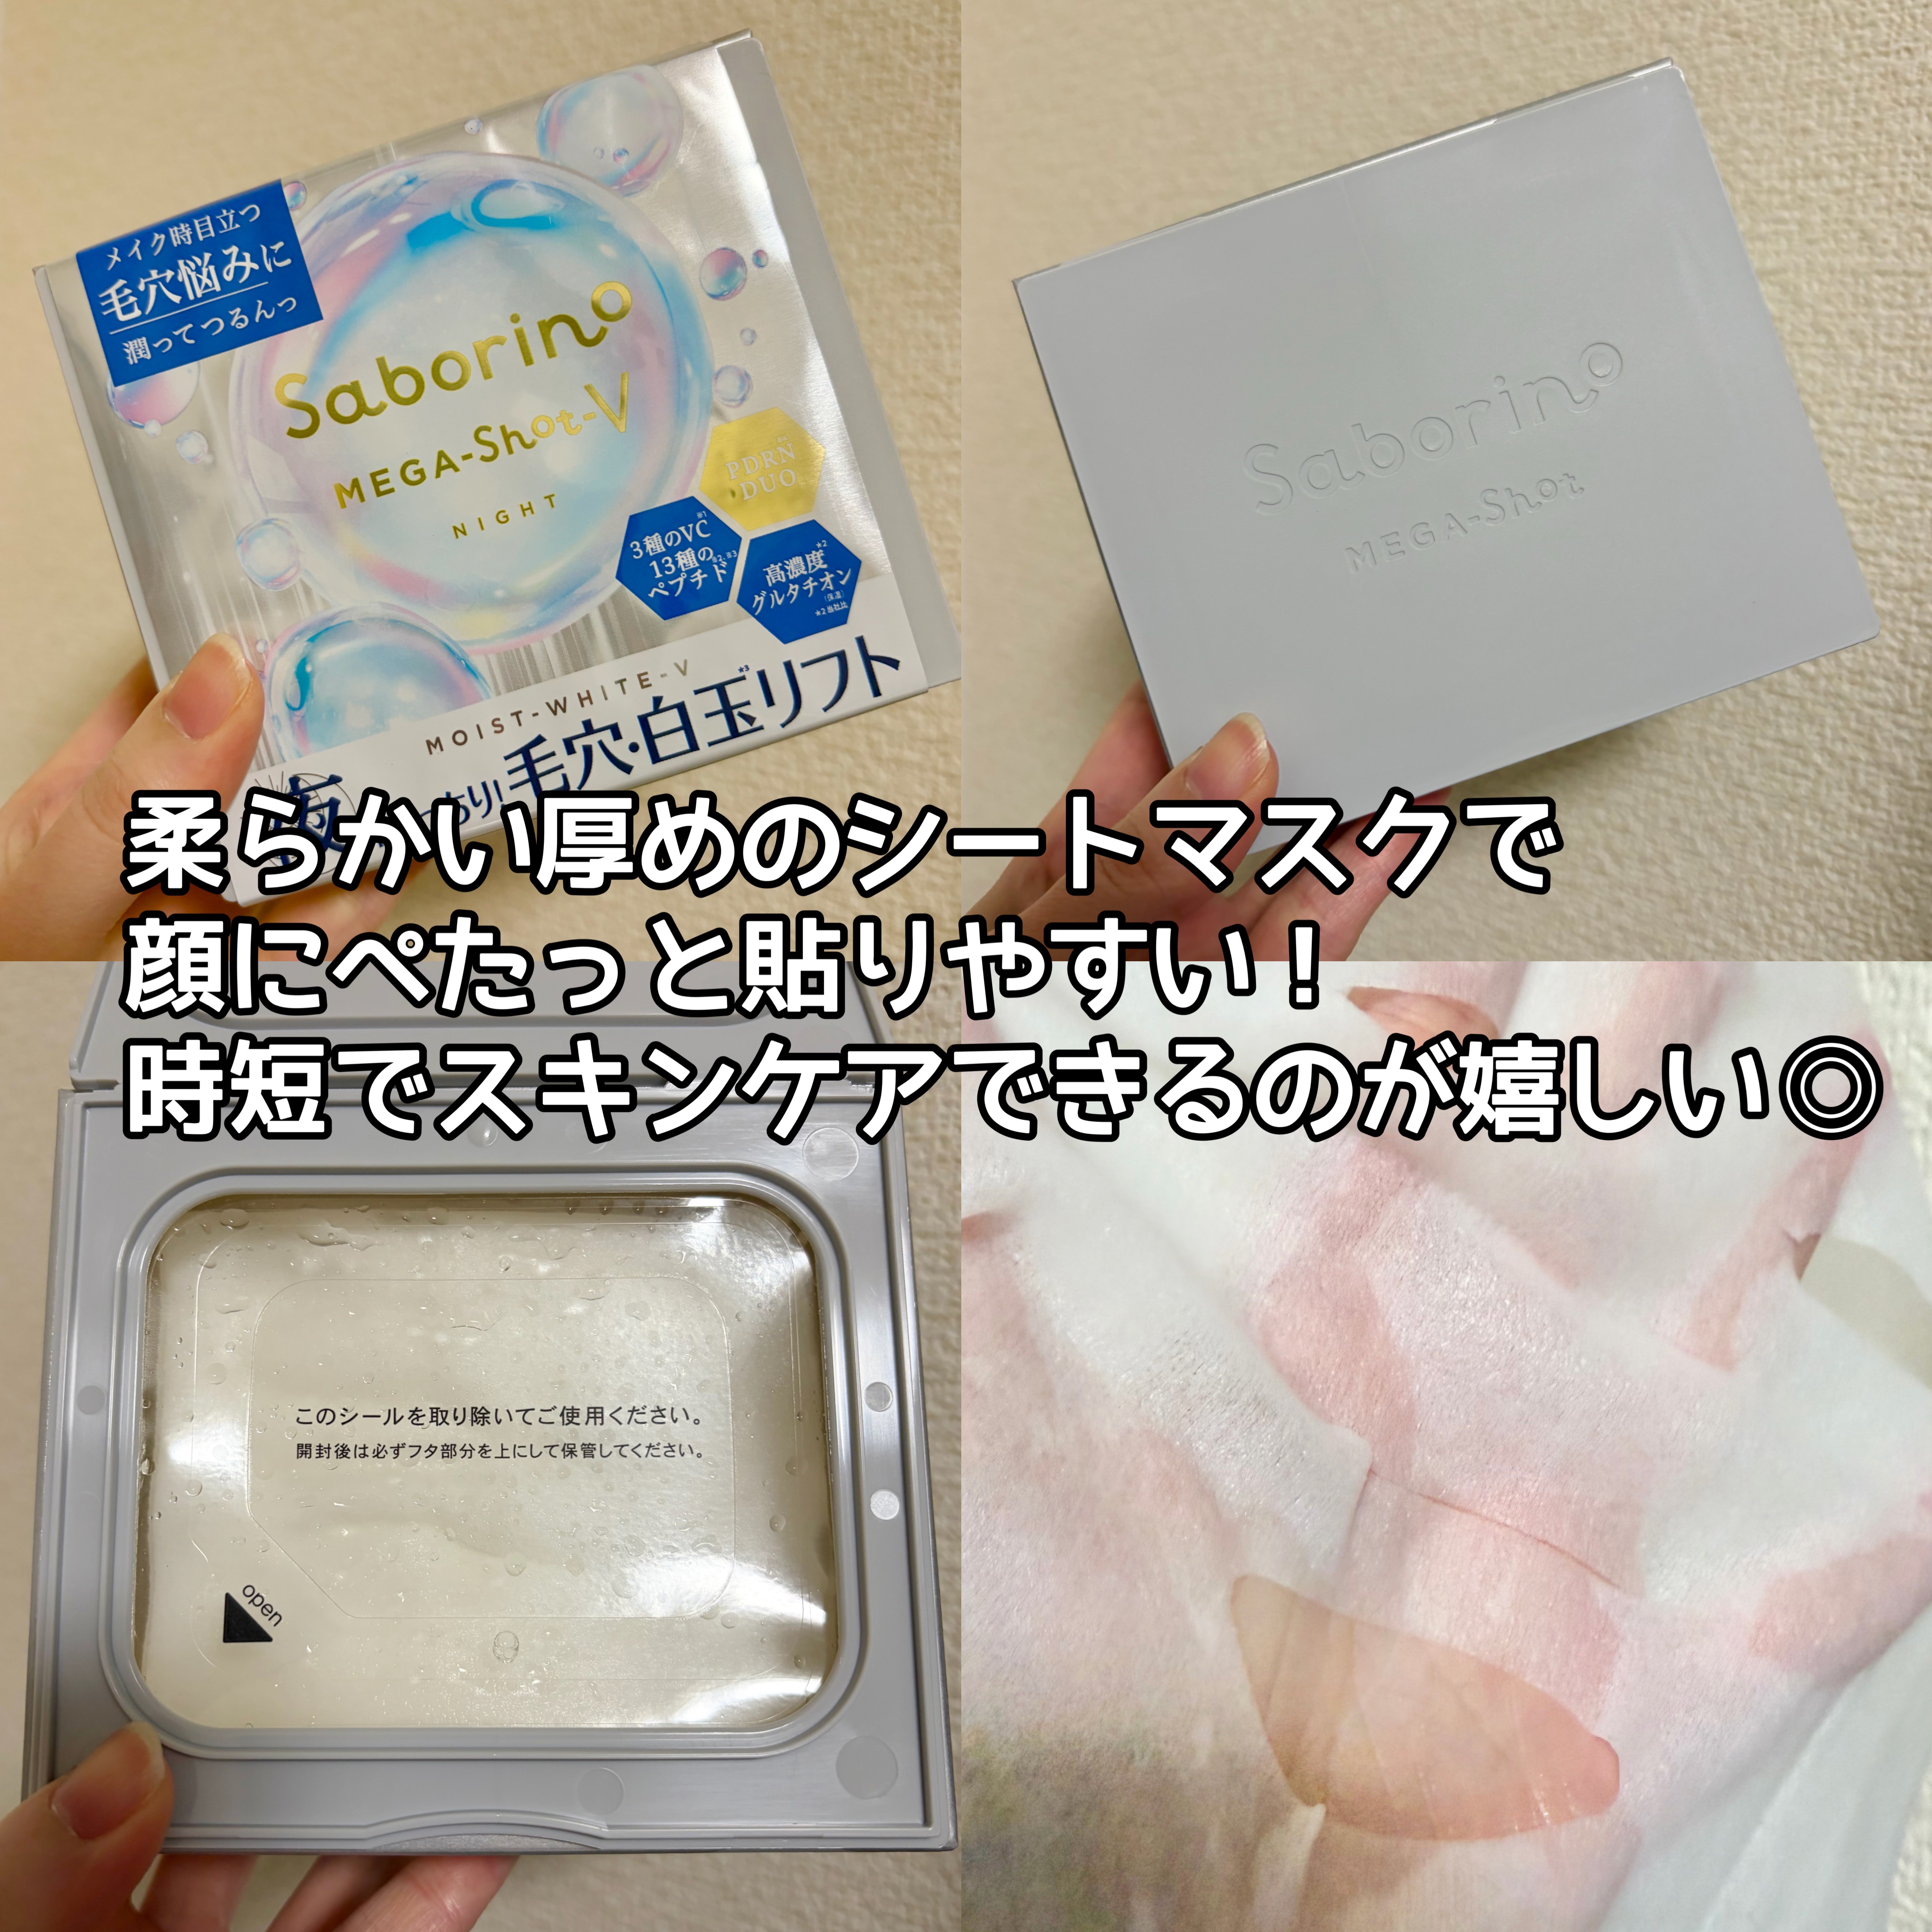 メイク時目立つ
毛穴悩みに
潤ってつるんっ
Saborino
MEGA-Shot-V
NIGHT
PDRN
DUO
3種のVC
13種の
ペプチド
高濃度
グルタチオン
(保湿)
★2 当社比
MOIST-WHITE-V
毛穴・白玉リフト
Saborino
MEGA-Shot
柔らかい厚めのシートマスクで
顔にぺたっと貼りやすい！
時短でスキンケアできるのが嬉しい◎
このシールを取り除いてご使用ください。
開封後は必ずフタ部分を上にして保管してください。
open